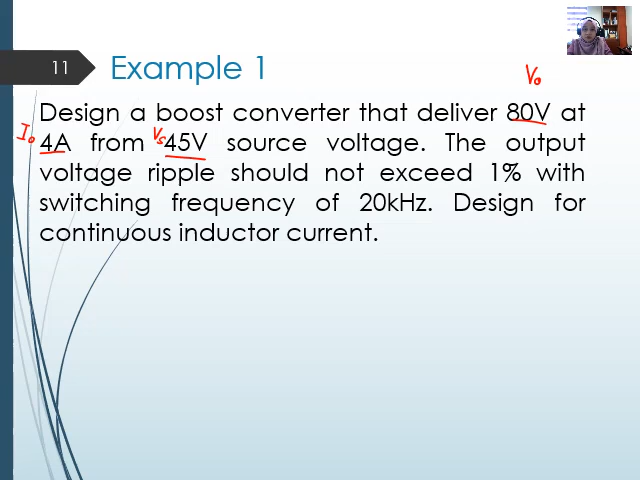 11
Example 1
Vo
Design a boost converter that deliver 80V at
Io
4A from Vs 45V source voltage. The output
voltage ripple should not exceed 1% with
switching frequency of 20kHz. Design for
continuous inductor current.